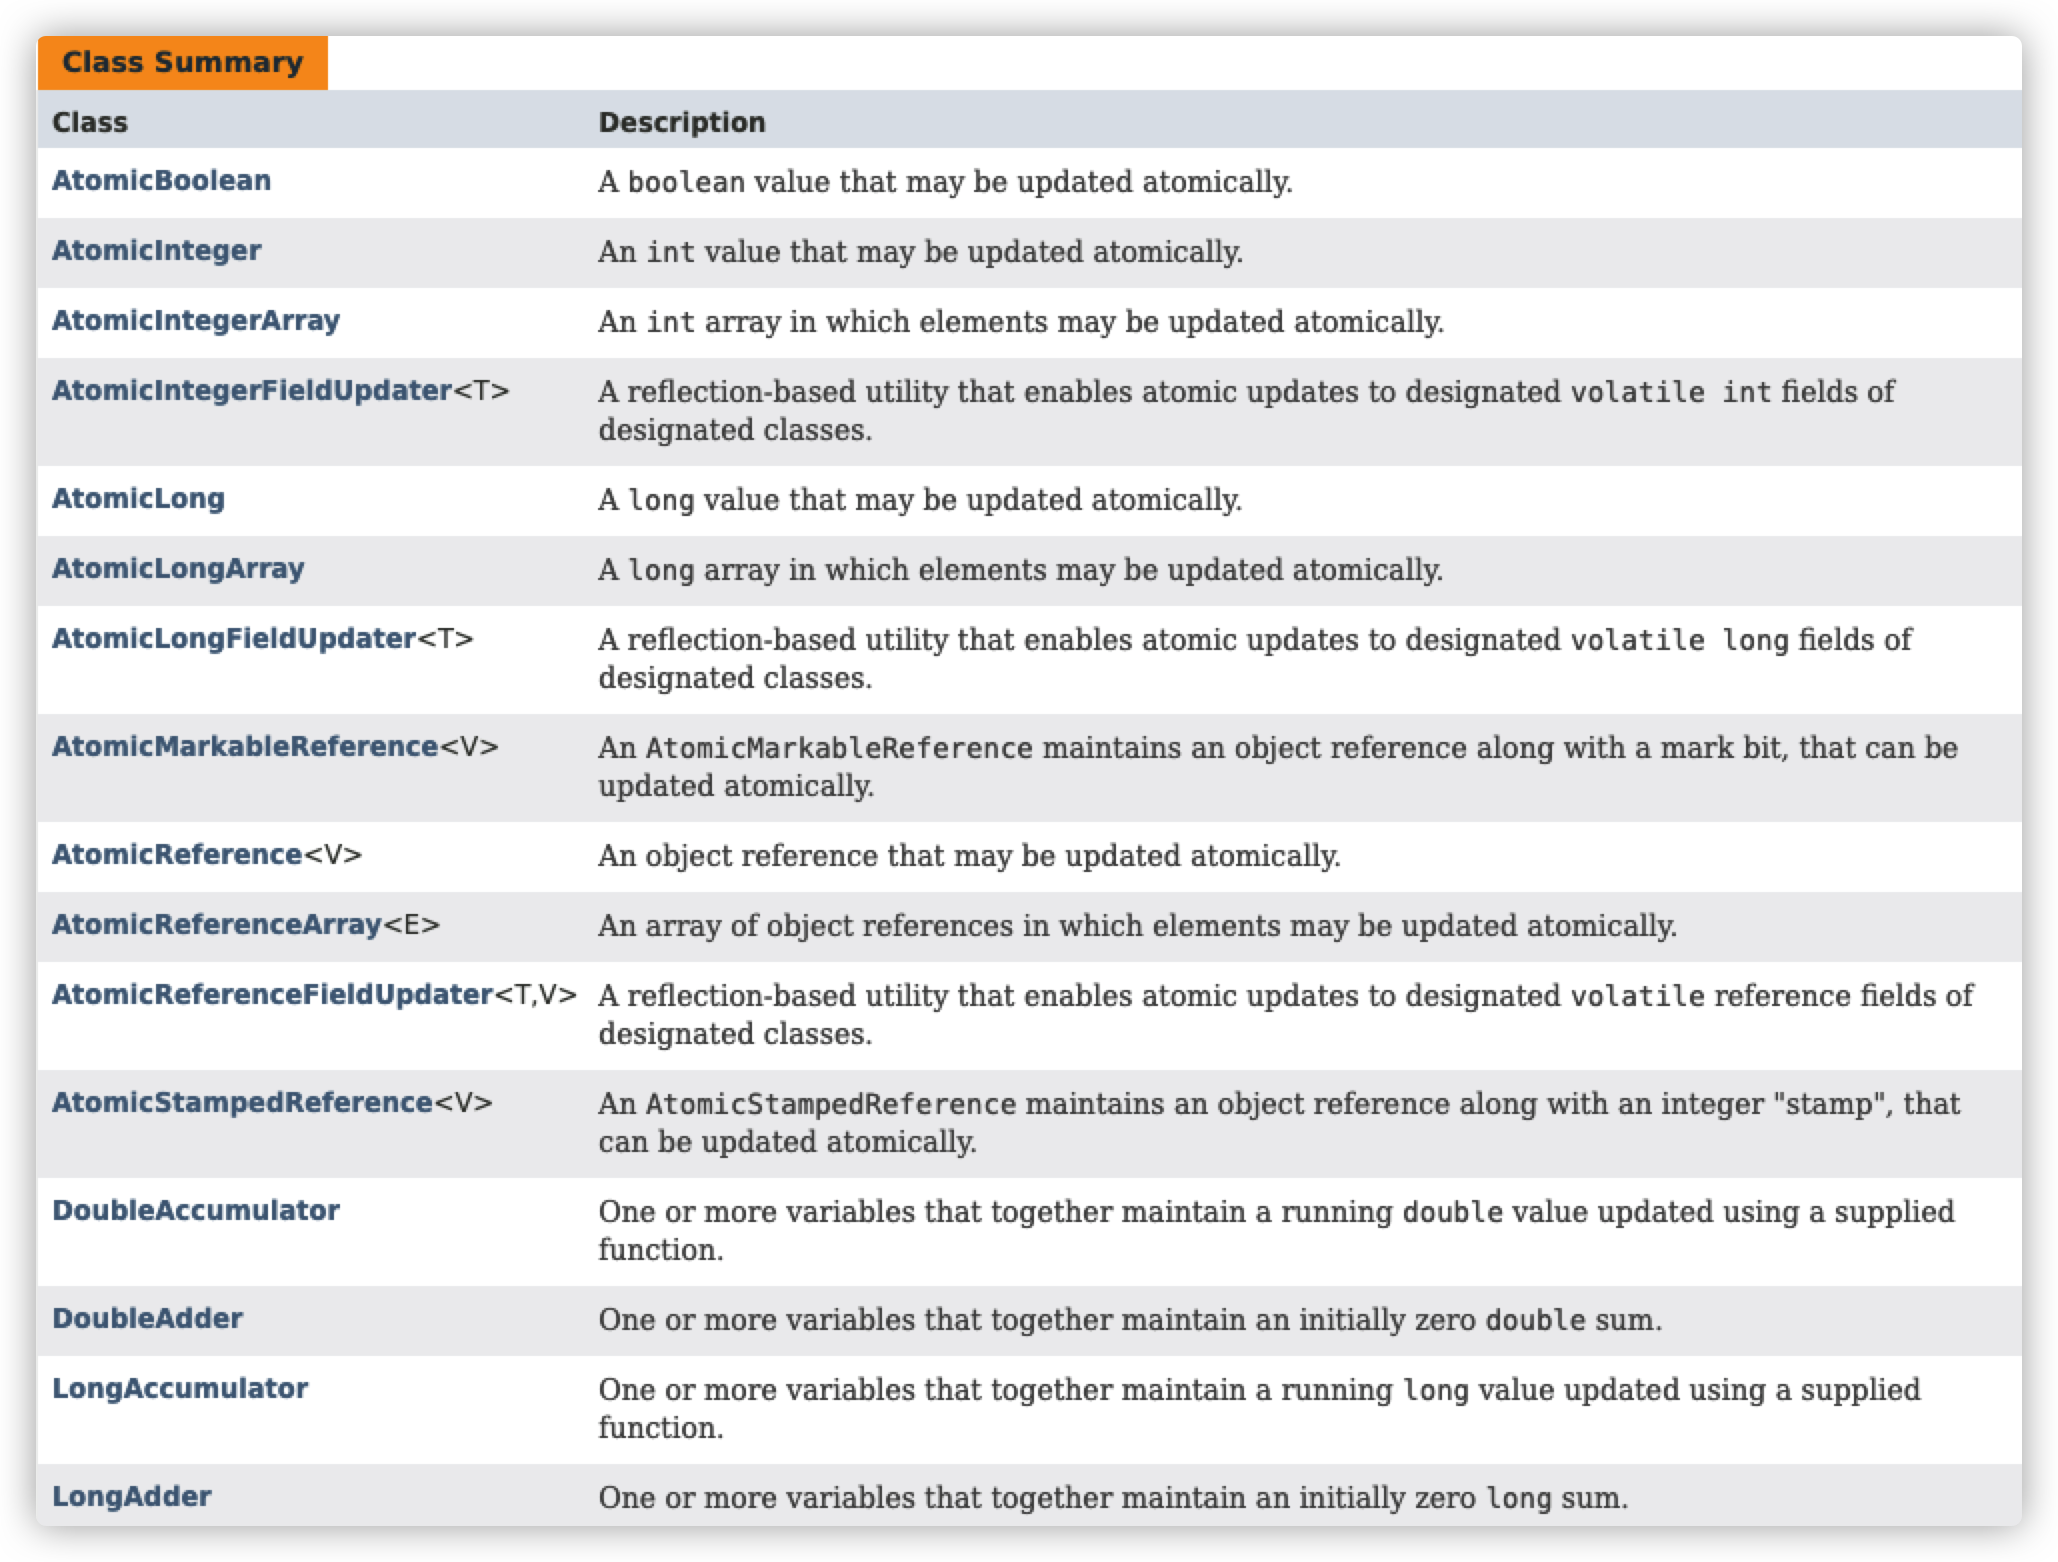 Class Summary
Class Description
AtomicBoolean A boolean value that may be updated atomically.
AtomicInteger An int value that may be updated atomically.
AtomicIntegerArray An int array in which elements may be updated atomically.
AtomicIntegerFieldUpdater<T> A reflection-based utility that enables atomic updates to designated volatile int fields of
designated classes.
AtomicLong A long value that may be updated atomically.
AtomicLongArray A long array in which elements may be updated atomically.
AtomicLongFieldUpdater<T> A reflection-based utility that enables atomic updates to designated volatile long fields of
designated classes.
AtomicMarkableReference<V> An AtomicMarkableReference maintains an object reference along with a mark bit, that can be
updated atomically.
AtomicReference<V> An object reference that may be updated atomically.
AtomicReferenceArray<E> An array of object references in which elements may be updated atomically.
AtomicReferenceFieldUpdater<T,V> A reflection-based utility that enables atomic updates to designated volatile reference fields of
designated classes.
AtomicStampedReference<V> An AtomicStampedReference maintains an object reference along with an integer "stamp", that
can be updated atomically.
DoubleAccumulator One or more variables that together maintain a running double value updated using a supplied
function.
DoubleAdder One or more variables that together maintain an initially zero double sum.
LongAccumulator One or more variables that together maintain a running long value updated using a supplied
function.
LongAdder One or more variables that together maintain an initially zero long sum.